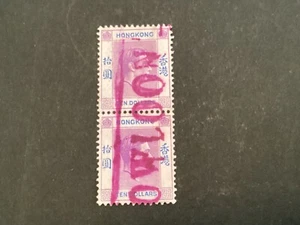 HONGKONG
拾圓
香港
TEN DOLLARS
HONGKONG
拾圓
香港
TEN DOLLARS